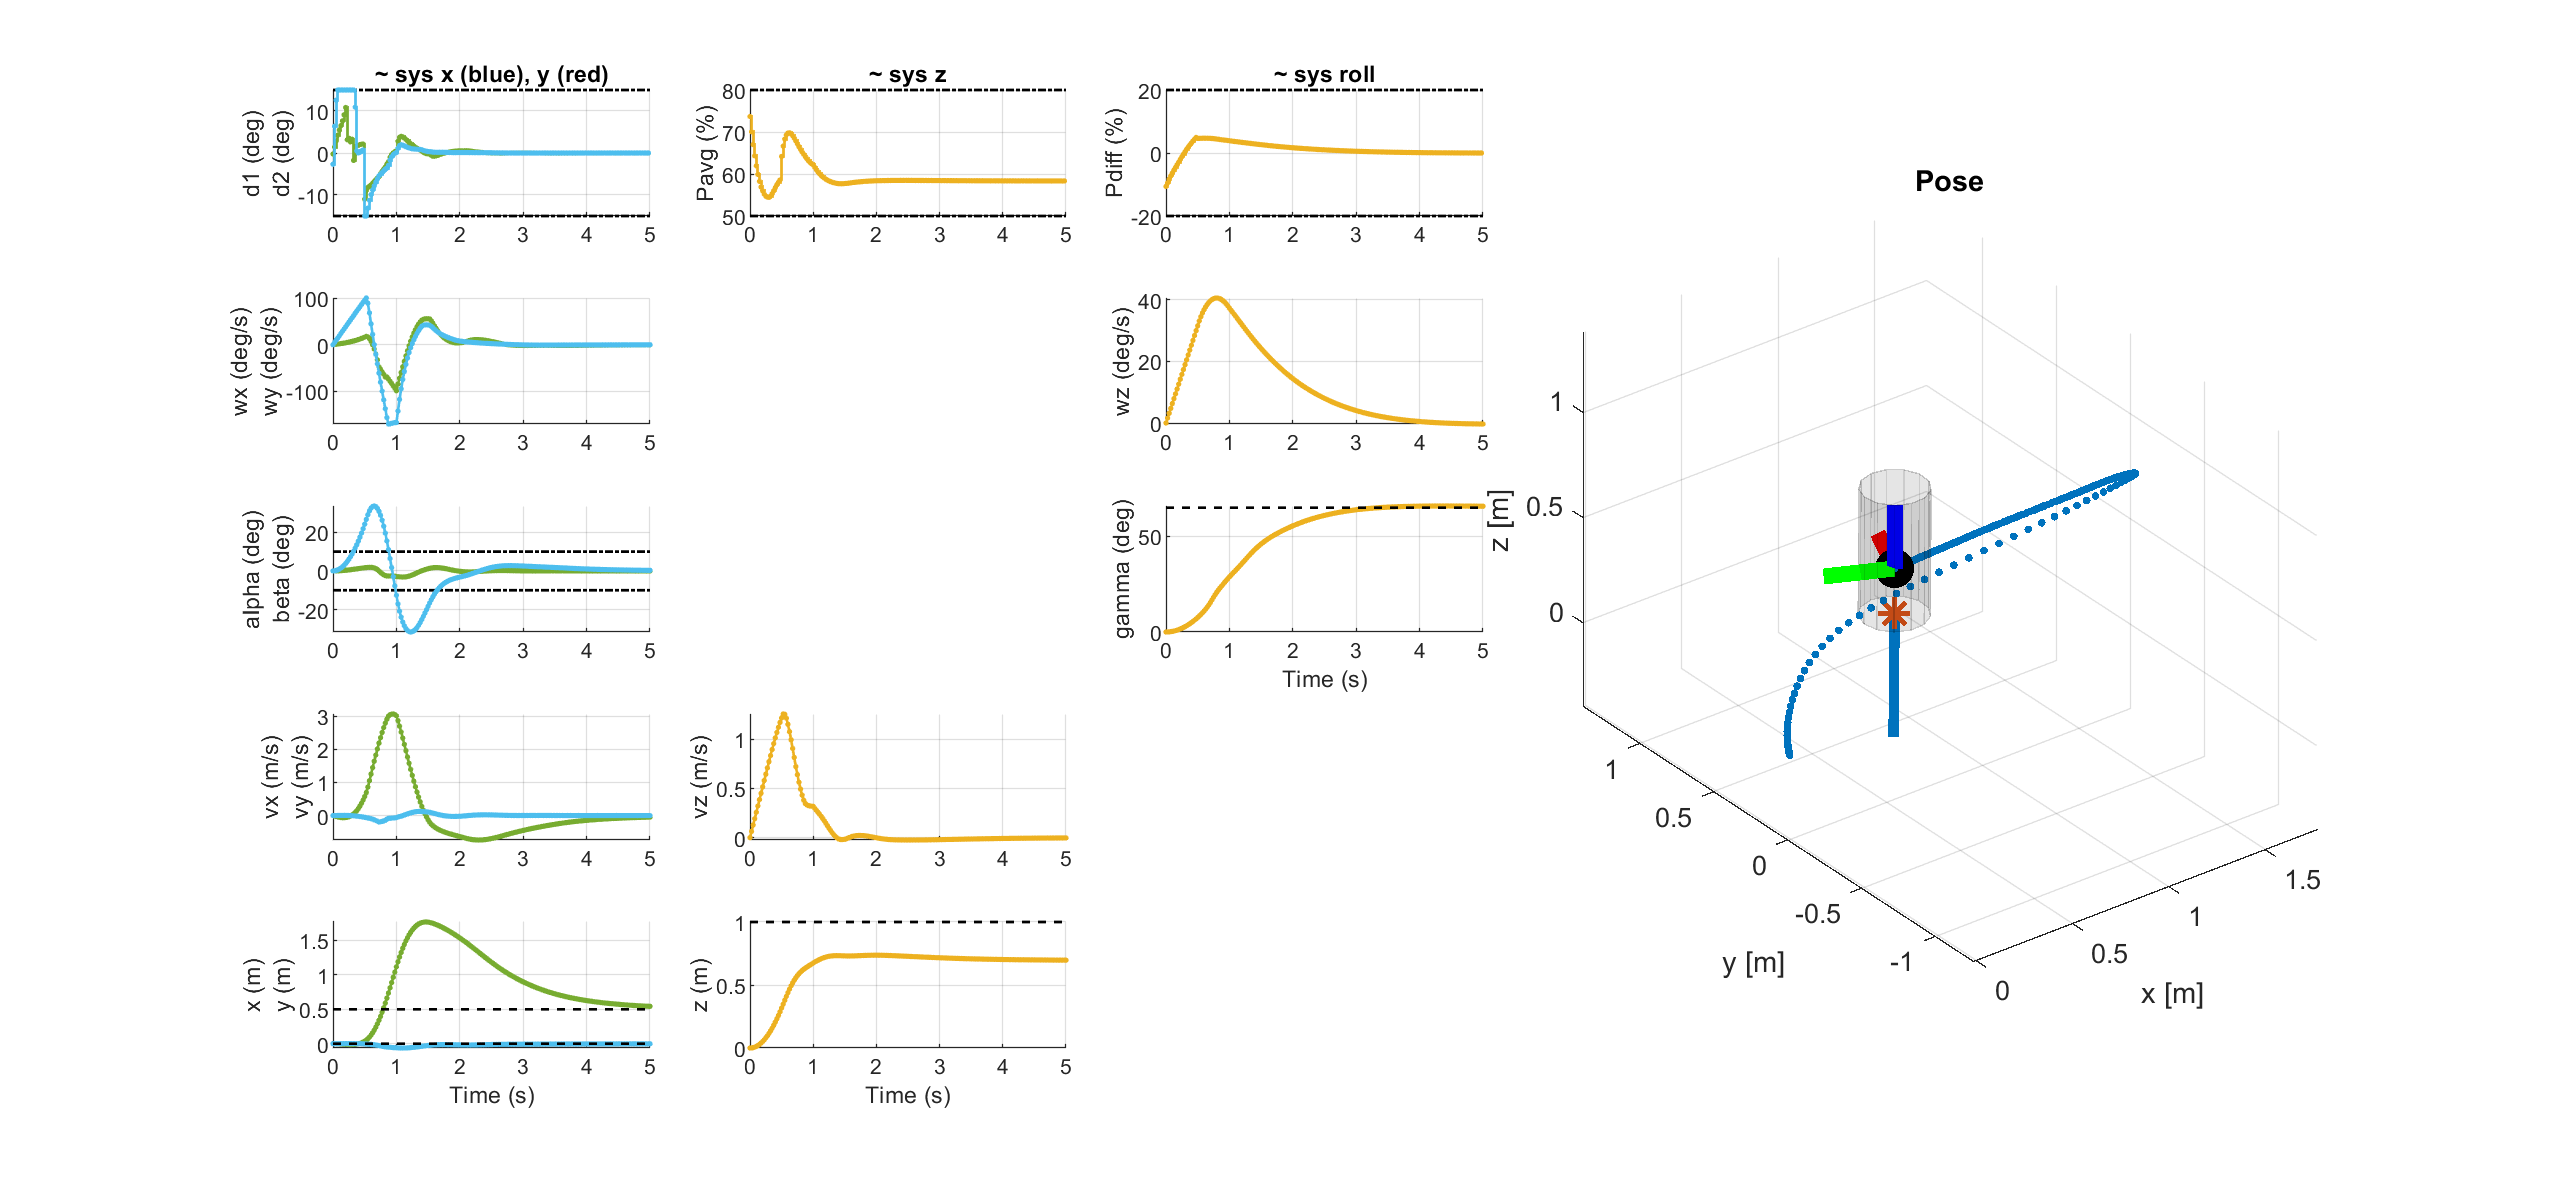 ~ sys x (blue), y (red)
d1 (deg)
d2 (deg)
10
0
-10
0 1 2 3 4 5
~ sys z
Pavg (%)
80
70
60
50
0 1 2 3 4 5
~ sys roll
Pdiff (%)
20
0
-20
0 1 2 3 4 5
wx (deg/s)
wy (deg/s)
100
0
-100
0 1 2 3 4 5
wz (deg/s)
40
20
0
0 1 2 3 4 5
alpha (deg)
beta (deg)
20
0
-20
0 1 2 3 4 5
gamma (deg)
50
0
0 1 2 3 4 5
Time (s)
vx (m/s)
vy (m/s)
3
2
1
0
0 1 2 3 4 5
vz (m/s)
1
0.5
0
0 1 2 3 4 5
x (m)
y (m)
1.5
1
0.5
0
0 1 2 3 4 5
Time (s)
z (m)
1
0.5
0
0 1 2 3 4 5
Time (s)
Pose
z [m]
1
0.5
0
1
0.5
0
-0.5
-1
y [m]
0
0.5
1
1.5
x [m]